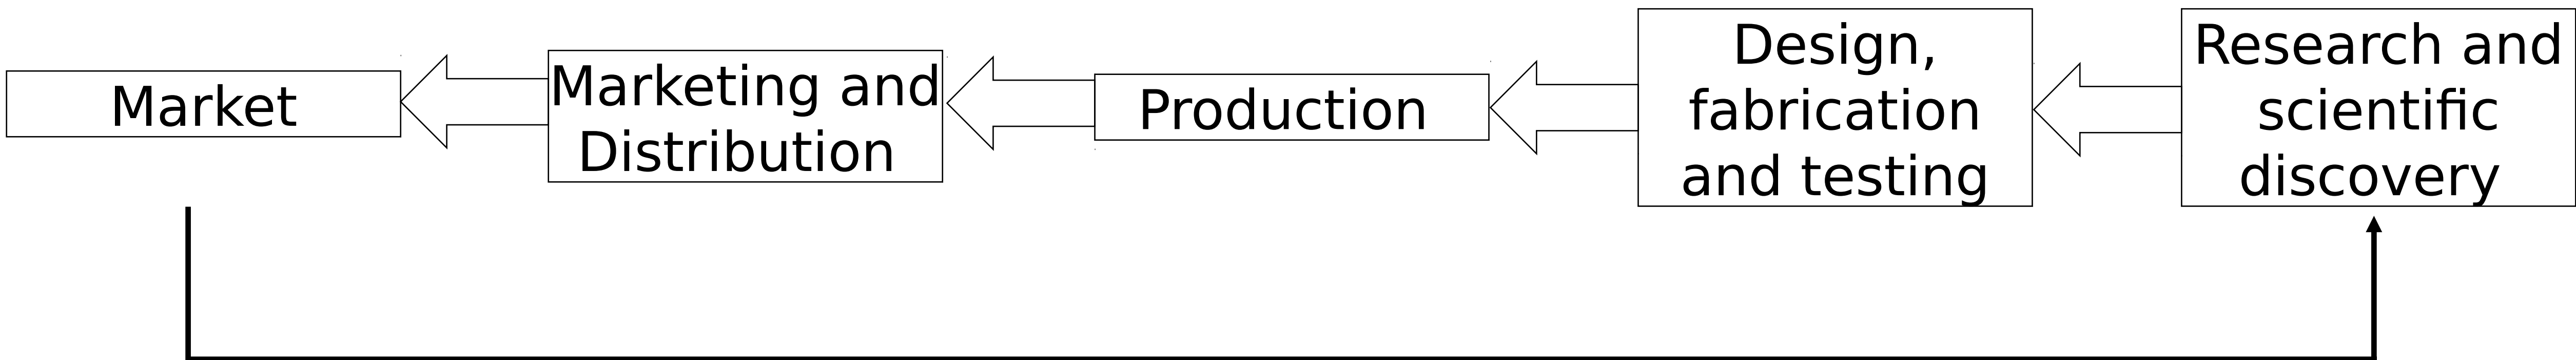 Market
Marketing and
Distribution
Production
Design,
fabrication
and testing
Research and
scientific
discovery